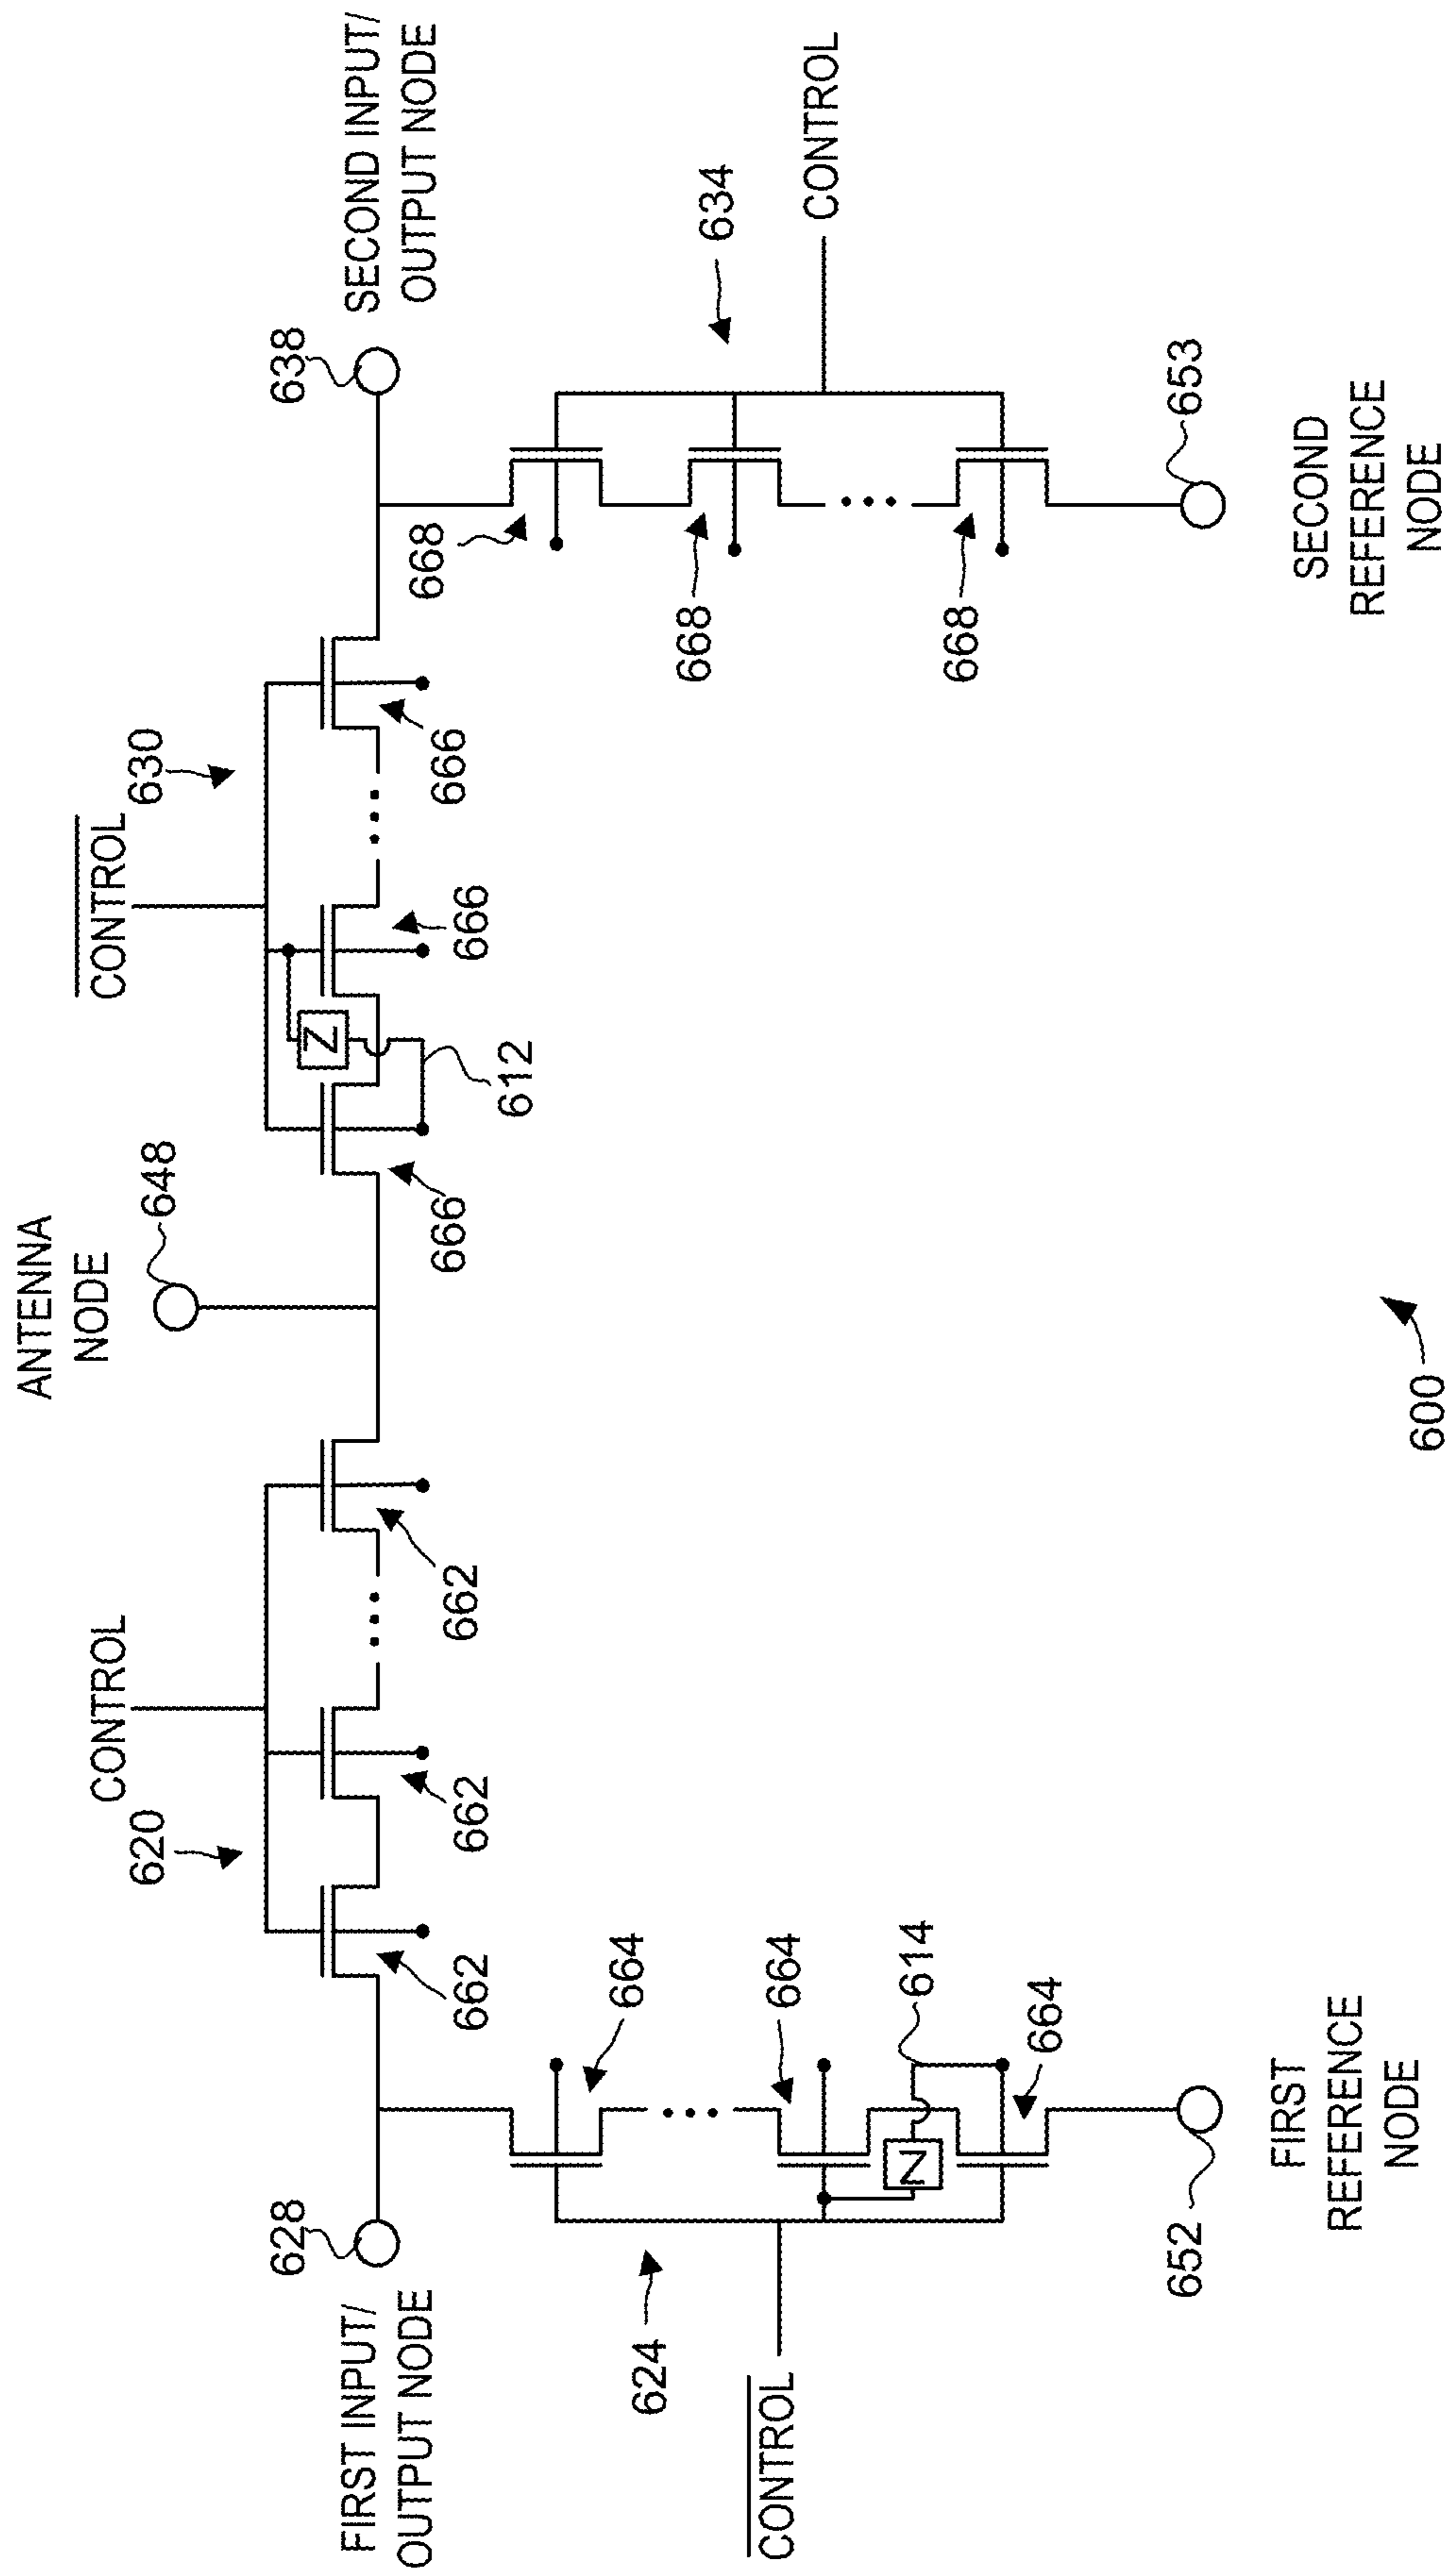 ANTENNA
NODE
648
CONTROL
CONTROL
620
630
FIRST INPUT/
OUTPUT NODE
628
638
SECOND INPUT/
OUTPUT NODE
662
662
662
666
612
666
666
624
CONTROL
664
664
614
664
Z
Z
668
668
668
634
CONTROL
652
FIRST
REFERENCE
NODE
653
SECOND
REFERENCE
NODE
600